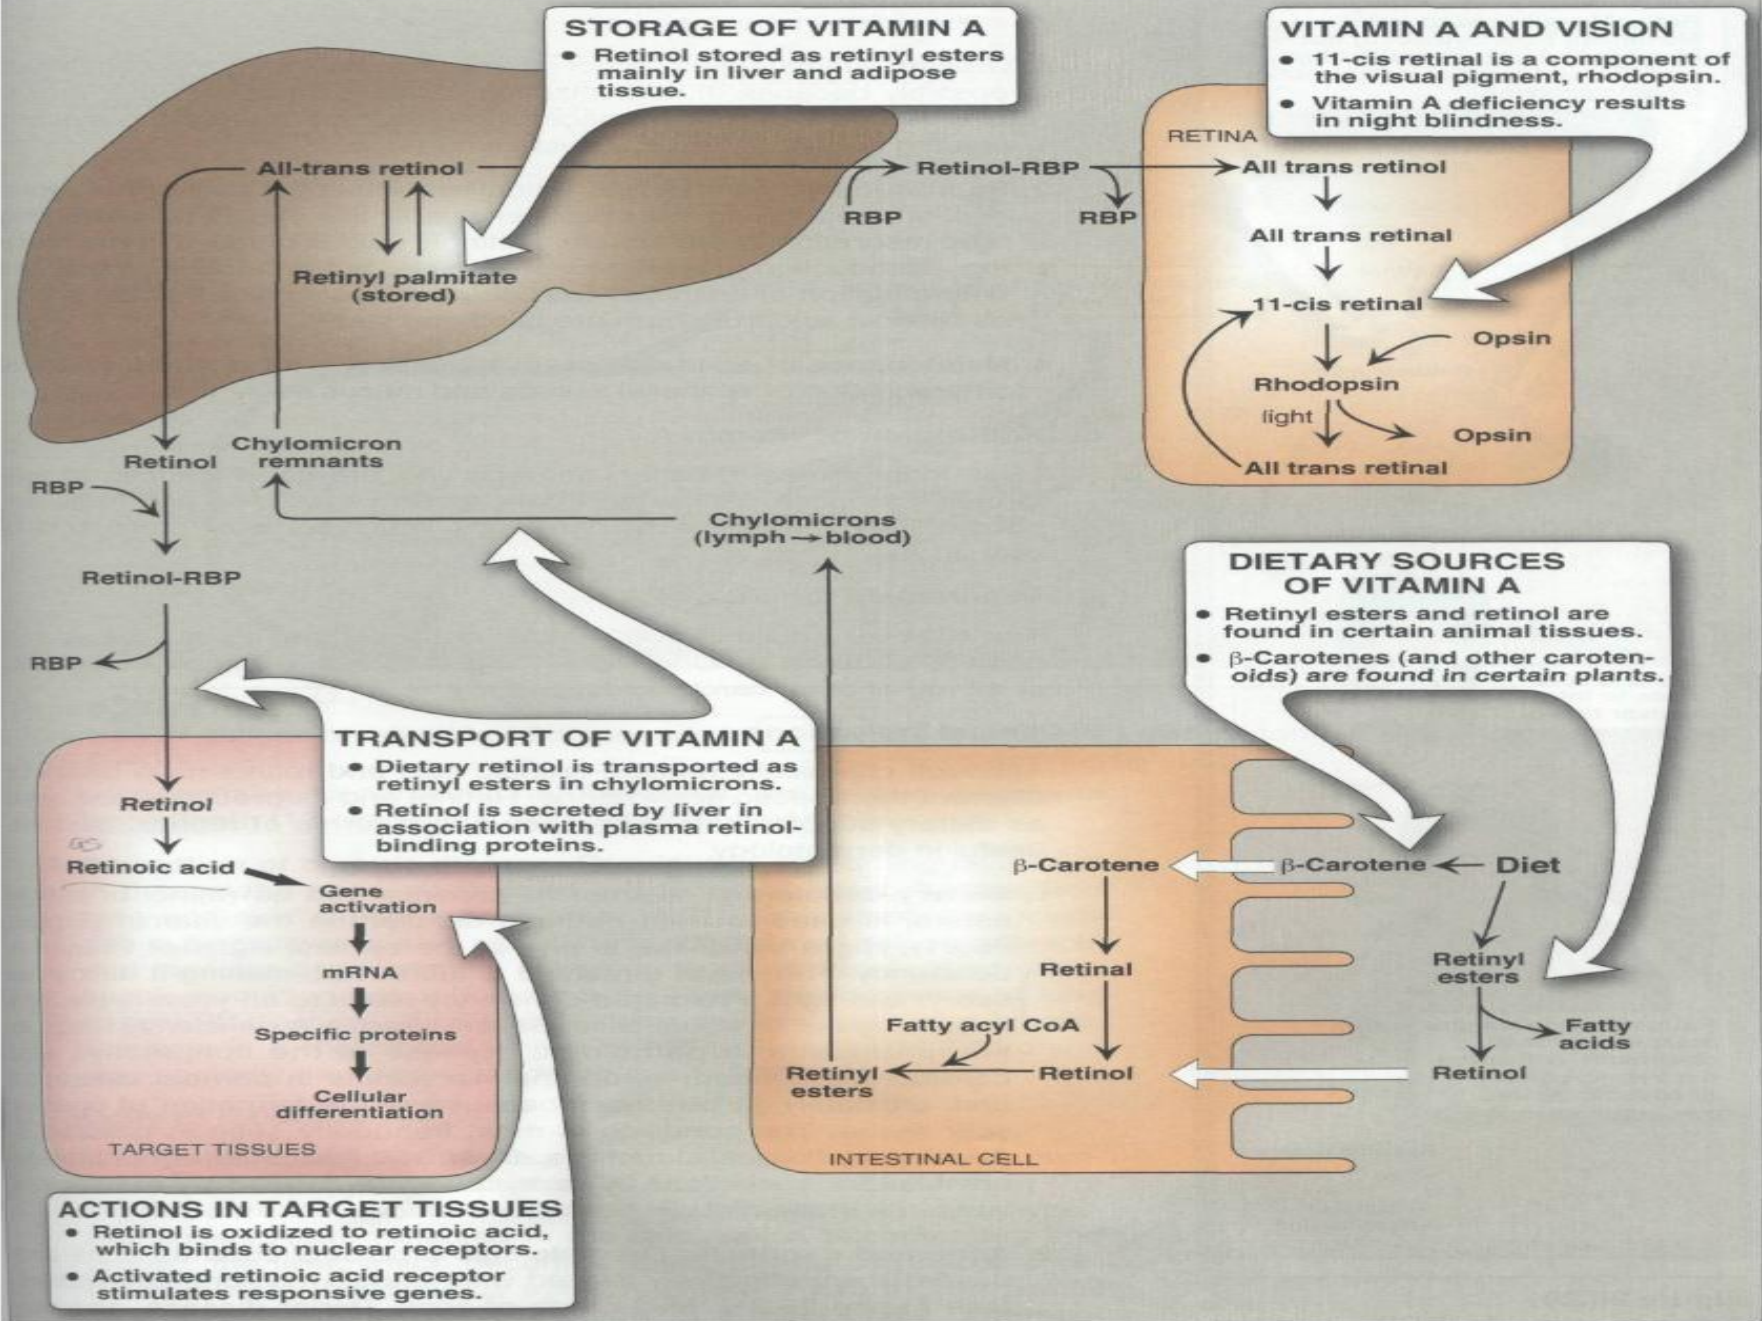 STORAGE OF VITAMIN A
• Retinol stored as retinyl esters
mainly in liver and adipose
tissue.
VITAMIN A AND VISION
• 11-cis retinal is a component of
the visual pigment, rhodopsin.
• Vitamin A deficiency results
in night blindness.
All-trans retinol
Retinyl palmitate
(stored)
Retinol-RBP
RBP
RBP
RETINA
All trans retinol
All trans retinal
11-cis retinal
Opsin
Rhodopsin
light
Opsin
All trans retinal
Retinol
Chylomicron
remnants
RBP
Retinol-RBP
RBP
Chylomicrons
(lymph → blood)
DIETARY SOURCES
OF VITAMIN A
• Retinyl esters and retinol are
found in certain animal tissues.
• β-Carotenes (and other caroten-
oids) are found in certain plants.
TRANSPORT OF VITAMIN A
• Dietary retinol is transported as
retinyl esters in chylomicrons.
• Retinol is secreted by liver in
association with plasma retinol-
binding proteins.
Retinol
Retinoic acid
Gene
activation
mRNA
Specific proteins
Cellular
differentiation
TARGET TISSUES
β-Carotene
β-Carotene
Diet
Retinal
Retinyl
esters
Fatty acyl CoA
Fatty
acids
Retinyl
esters
Retinol
Retinol
INTESTINAL CELL
ACTIONS IN TARGET TISSUES
• Retinol is oxidized to retinoic acid,
which binds to nuclear receptors.
• Activated retinoic acid receptor
stimulates responsive genes.